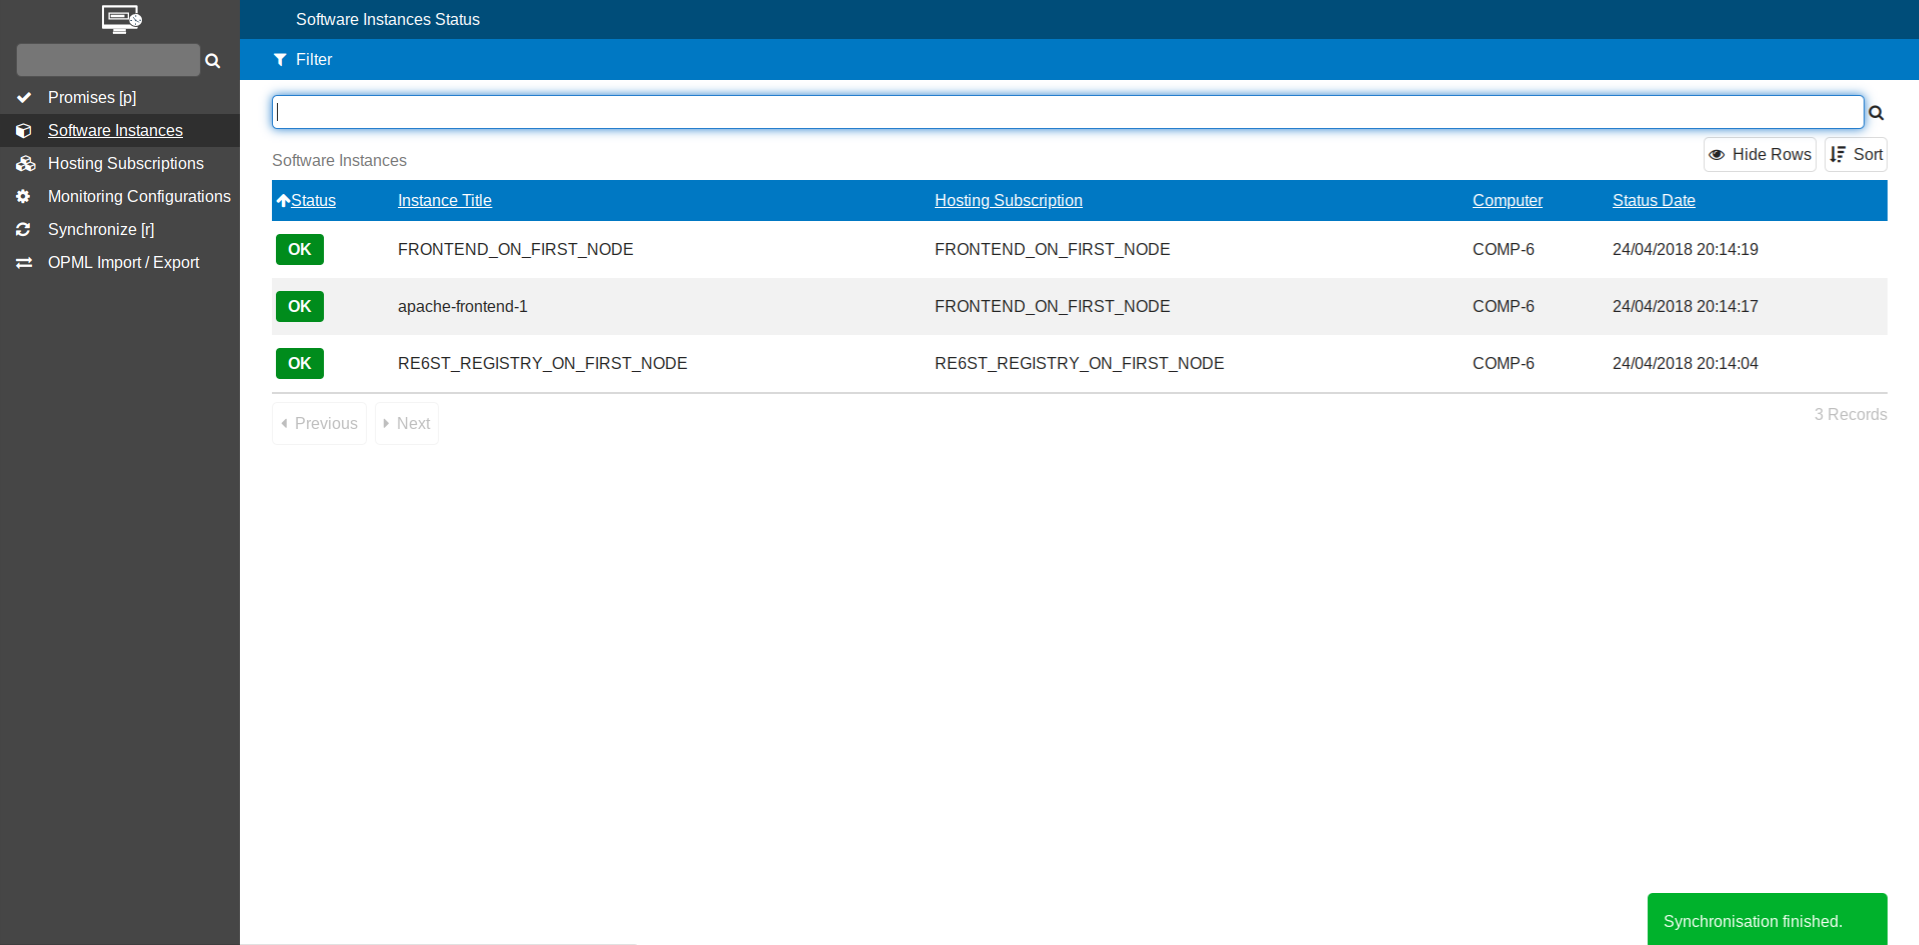 Software Instances Status
Filter
Promises [p]
Software Instances
Hosting Subscriptions
Monitoring Configurations
Synchronize [r]
OPML Import / Export
Software Instances
Hide Rows Sort
Status Instance Title Hosting Subscription Computer Status Date
OK FRONTEND_ON_FIRST_NODE FRONTEND_ON_FIRST_NODE COMP-6 24/04/2018 20:14:19
OK apache-frontend-1 FRONTEND_ON_FIRST_NODE COMP-6 24/04/2018 20:14:17
OK RE6ST_REGISTRY_ON_FIRST_NODE RE6ST_REGISTRY_ON_FIRST_NODE COMP-6 24/04/2018 20:14:04
Previous Next 3 Records
Synchronisation finished.